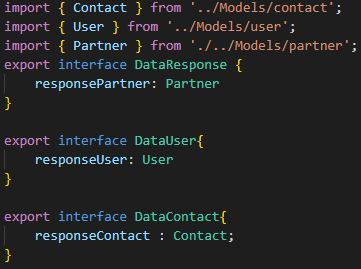 import { Contact } from '../Models/contact';
import { User } from '../Models/user';
import { Partner } from './../Models/partner';
export interface DataResponse {
responsePartner: Partner
}
export interface DataUser{
responseUser: User
}
export interface DataContact{
responseContact : Contact;
}